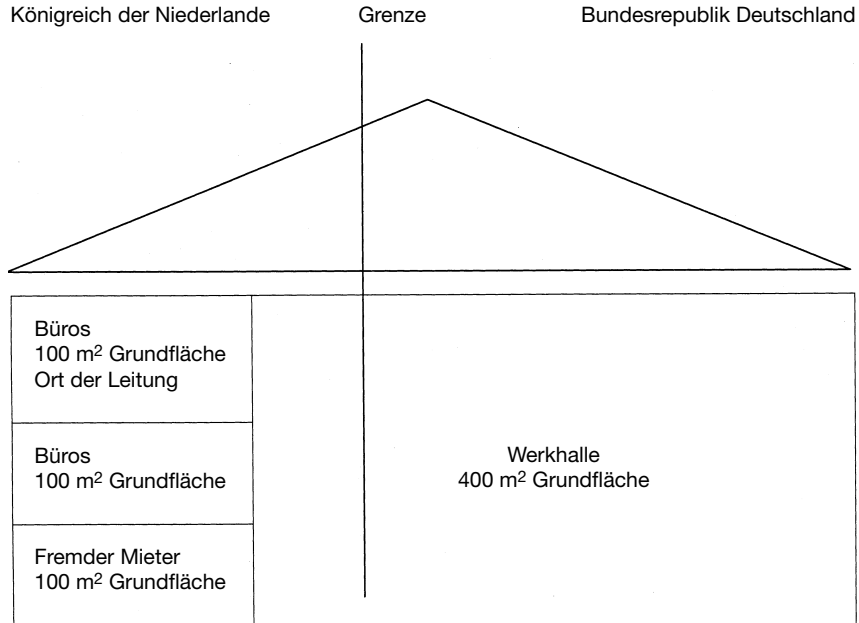 Königreich der Niederlande Grenze Bundesrepublik Deutschland
Büros
100 m² Grundfläche
Ort der Leitung
Büros
100 m² Grundfläche
Werkhalle
400 m² Grundfläche
Fremder Mieter
100 m² Grundfläche